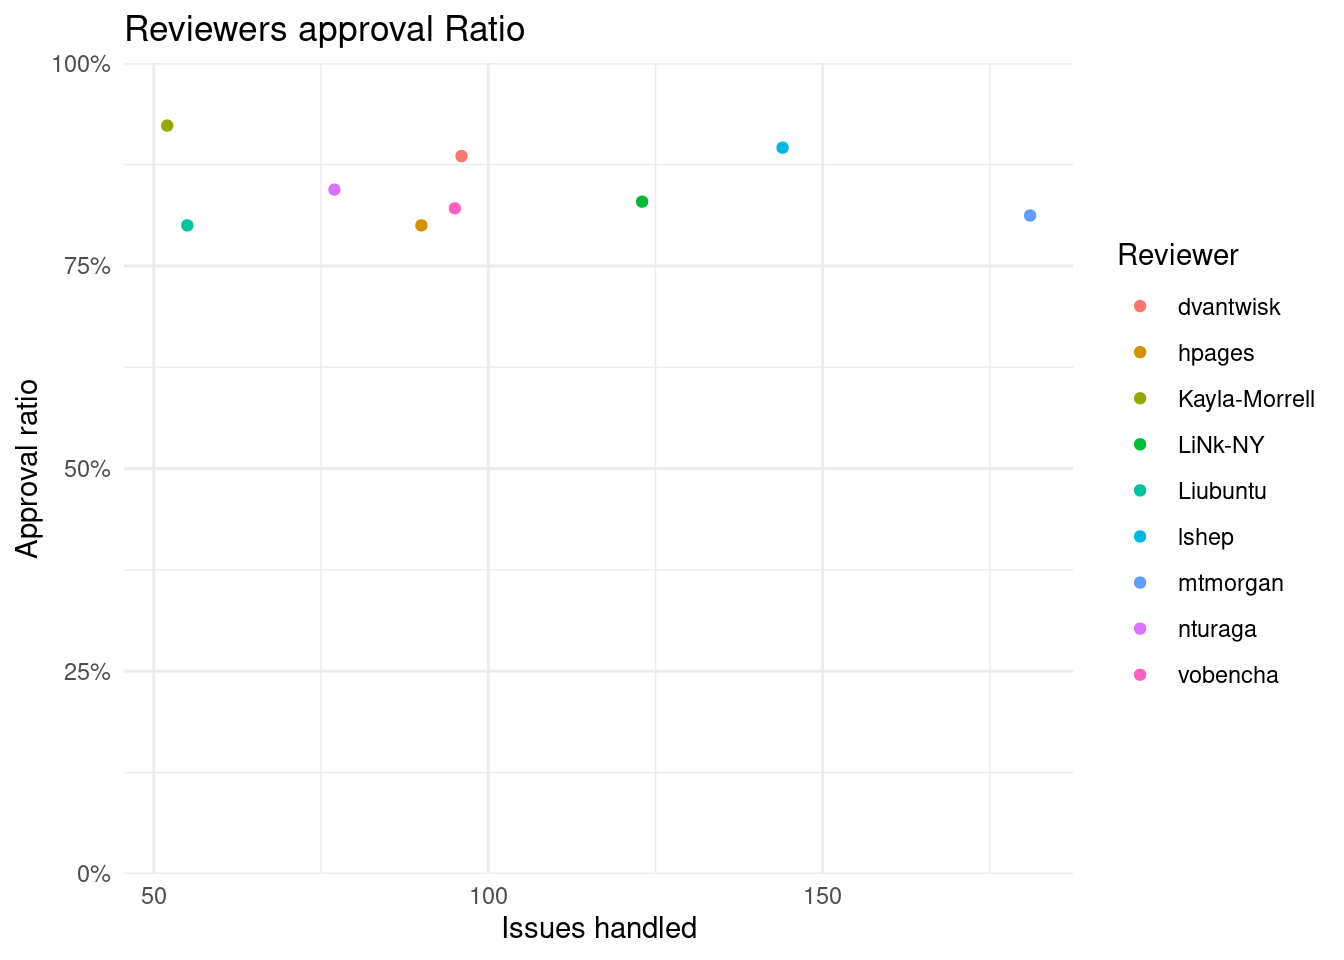 Reviewers approval Ratio
100%
75%
50%
25%
0%
Approval ratio
50
100
150
Issues handled
Reviewer
dvantwisk
hpages
Kayla-Morrell
LiNk-NY
Liubuntu
lshep
mtmorgan
nturaga
vobencha